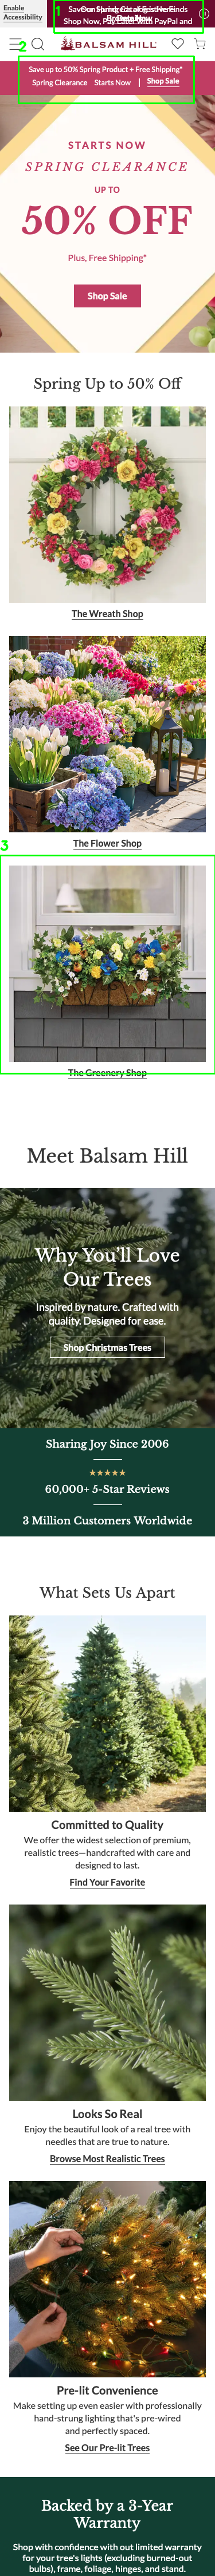 Enable
Accessibility
1
Shop Now, Pay Later With PayPal and
BALSAM HILL
2
Save up to 50% Spring Product + Free Shipping*
Spring Clearance Starts Now | Shop Sale
STARTS NOW
SPRING CLEARANCE
UP TO
50% OFF
Plus, Free Shipping*
Shop Sale
Spring Up to 50% Off
The Wreath Shop
The Flower Shop
3
The Greenery Shop
Meet Balsam Hill
Why You'll Love
Our Trees
Inspired by nature. Crafted with
quality. Designed for ease.
Shop Christmas Trees
Sharing Joy Since 2006
60,000+ 5-Star Reviews
3 Million Customers Worldwide
What Sets Us Apart
Committed to Quality
We offer the widest selection of premium,
realistic trees—handcrafted with care and
designed to last.
Find Your Favorite
Looks So Real
Enjoy the beautiful look of a real tree with
needles that are true to nature.
Browse Most Realistic Trees
Pre-lit Convenience
Make setting up even easier with professionally
hand-strung lighting that's pre-wired
and perfectly spaced.
See Our Pre-lit Trees
Backed by a 3-Year
Warranty
Shop with confidence with out limited warranty
for your tree's lights (excluding burned-out
bulbs), frame, foliage, hinges, and stand.